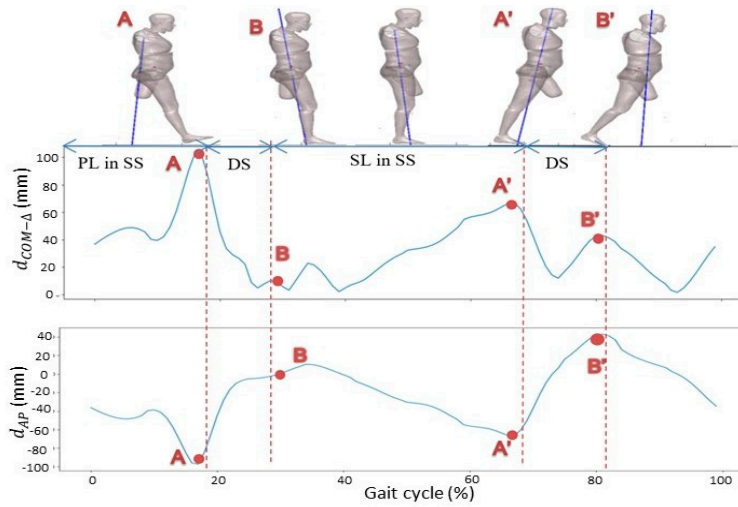 A B A' B'
PL in SS DS SL in SS DS
100
80
60
40
20
0
d_COM-Δ (mm)
A
B
A'
B'
40
20
0
-20
-40
-60
-80
-100
d_AP (mm)
A
B
A'
B'
0 20 40 60 80 100
Gait cycle (%)